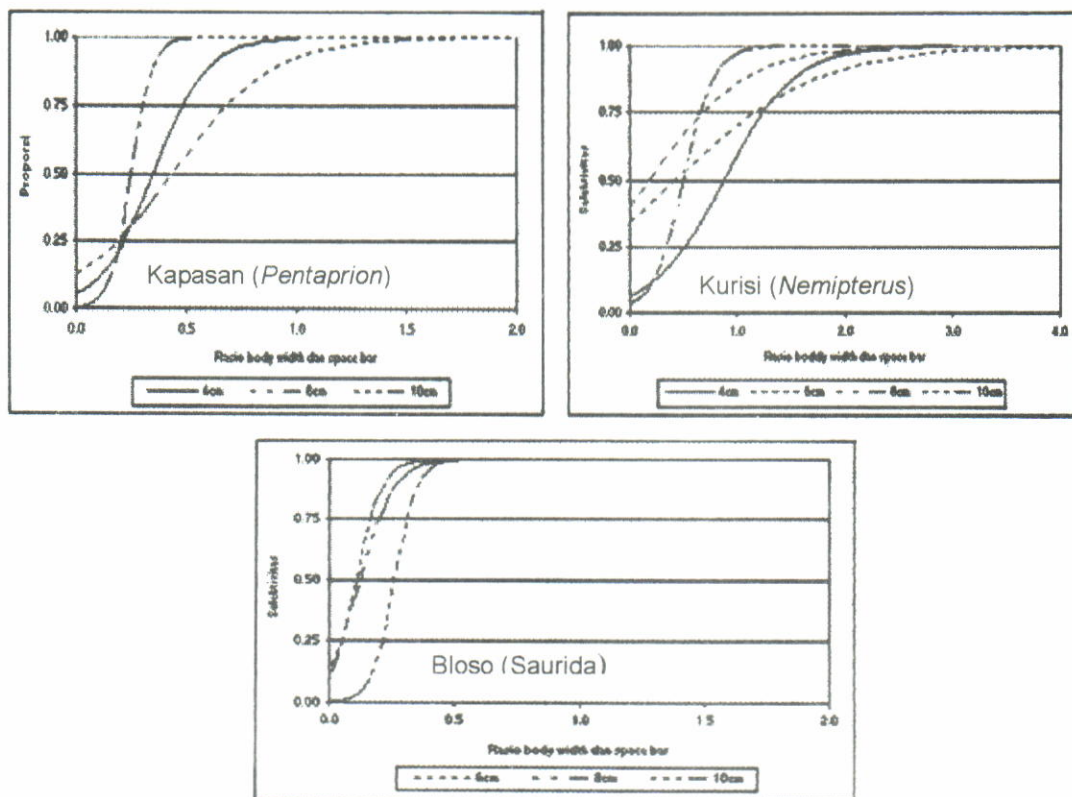 1.00
0.75
0.50
0.25
0.00
Proporsi
Kapasan (Pentaprion)
0.0 0.5 1.0 1.5 2.0
Rasio body width dan space bar
6cm 8cm 10cm
1.00
0.75
0.50
0.25
0.00
Selektivitas
Kurisi (Nemipterus)
0.0 1.0 2.0 3.0 4.0
Rasio boddy width dan space bar
4cm 6cm 8cm 10cm
1.00
0.75
0.50
0.25
0.00
Selektivitas
Bloso (Saurida)
0.0 0.5 1.0 1.5 2.0
Rasio body width dan space bar
6cm 8cm 10cm